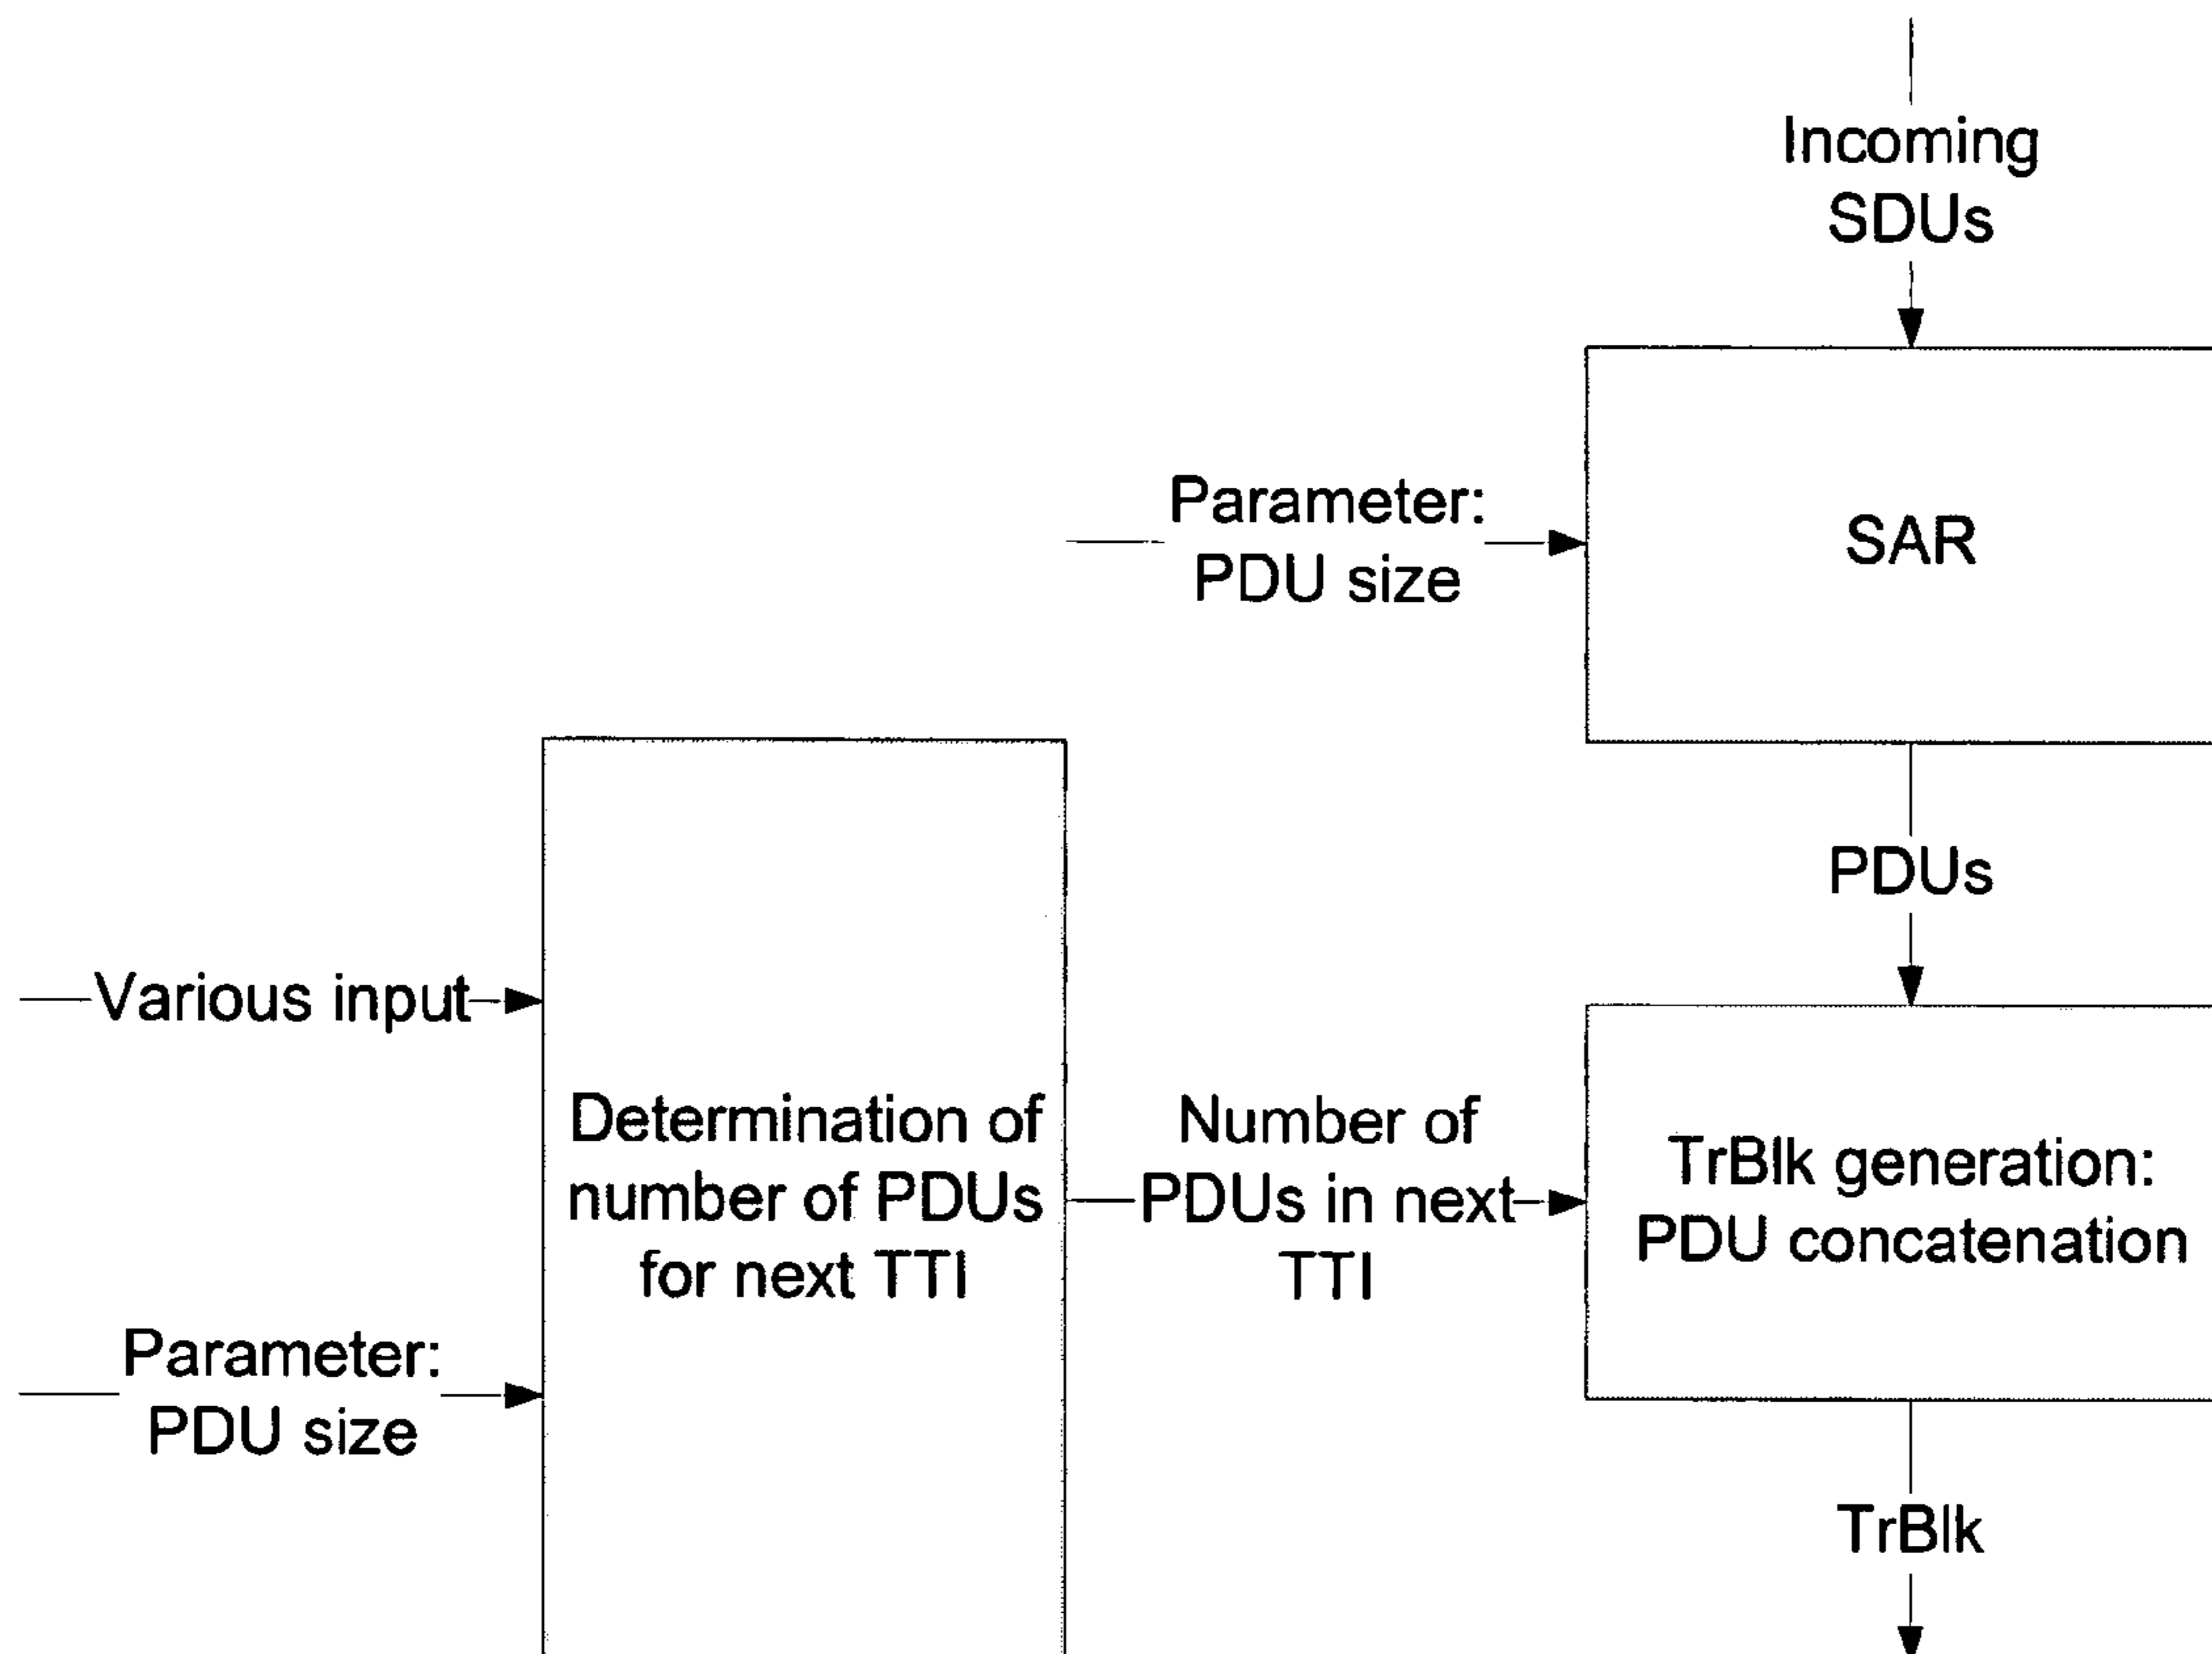 Incoming
SDUs
Parameter:
PDU size
SAR
PDUs
Various input
Determination of
number of PDUs
for next TTI
Number of
PDUs in next
TTI
TrBlk generation:
PDU concatenation
Parameter:
PDU size
TrBlk